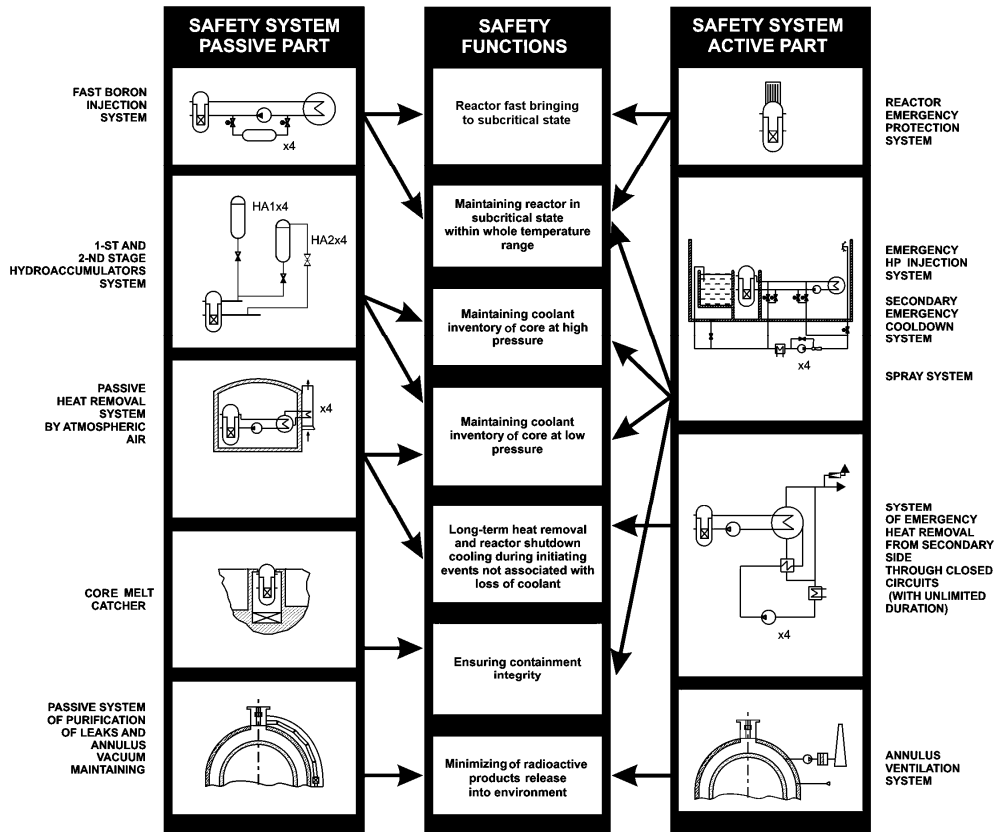 SAFETY SYSTEM
PASSIVE PART
SAFETY
FUNCTIONS
SAFETY SYSTEM
ACTIVE PART
FAST BORON
INJECTION
SYSTEM
x4
Reactor fast bringing
to subcritical state
REACTOR
EMERGENCY
PROTECTION
SYSTEM
1-ST AND
2-ND STAGE
HYDROACCUMULATORS
SYSTEM
HA1x4
HA2x4
Maintaining reactor in
subcritical state
within whole temperature
range
Maintaining coolant
inventory of core at high
pressure
EMERGENCY
HP INJECTION
SYSTEM
SECONDARY
EMERGENCY
COOLDOWN
SYSTEM
SPRAY SYSTEM
x4
PASSIVE
HEAT REMOVAL
SYSTEM
BY ATMOSPHERIC
AIR
x4
Maintaining coolant
inventory of core at low
pressure
Long-term heat removal
and reactor shutdown
cooling during initiating
events not associated with
loss of coolant
SYSTEM
OF EMERGENCY
HEAT REMOVAL
FROM SECONDARY
SIDE
THROUGH CLOSED
CIRCUITS
(WITH UNLIMITED
DURATION)
x4
CORE MELT
CATCHER
Ensuring containment
integrity
PASSIVE SYSTEM
OF PURIFICATION
OF LEAKS AND
ANNULUS
VACUUM
MAINTAINING
Minimizing of radioactive
products release
into environment
ANNULUS
VENTILATION
SYSTEM